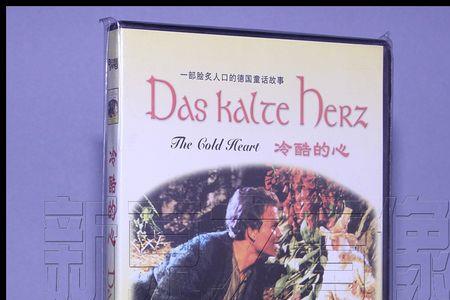 一部脍炙人口的德国童话故事
Das kalte Herz
The Cold Heart 冷酷的心
冷酷的心 D